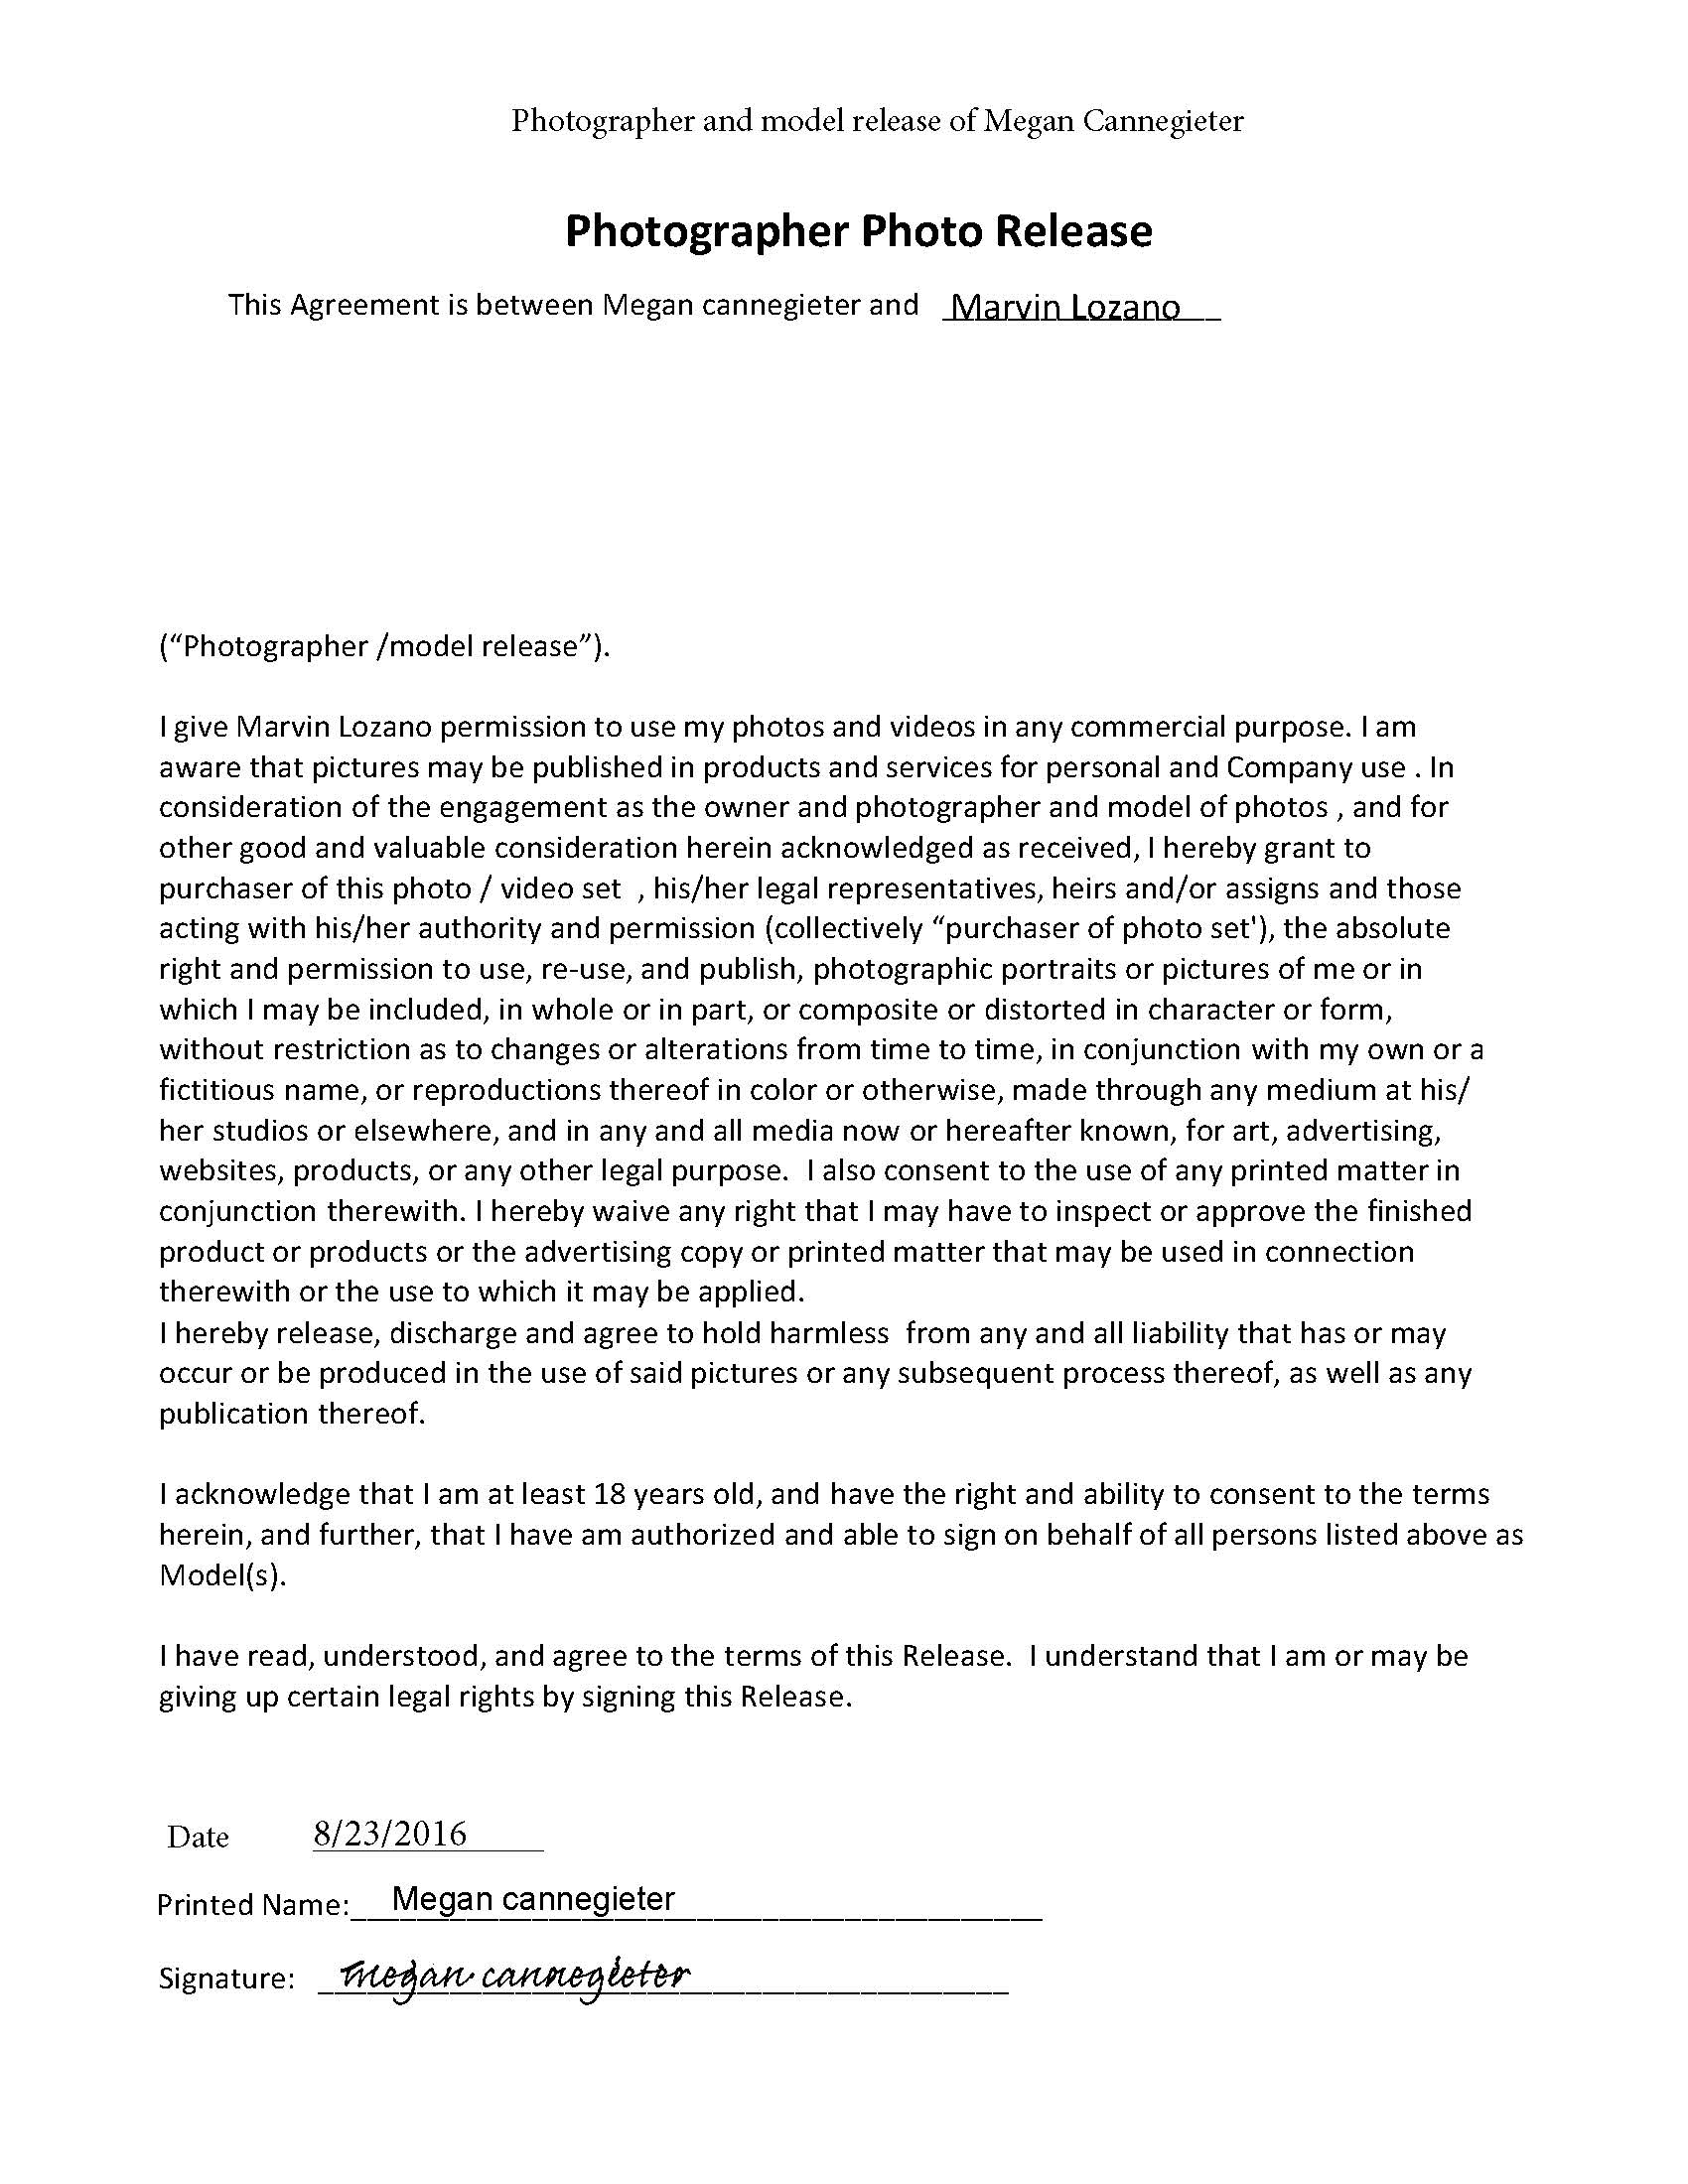 Photographer and model release of Megan Cannegieter
Photographer Photo Release
This Agreement is between Megan cannegieter and Marvin Lozano
(“Photographer /model release”).
I give Marvin Lozano permission to use my photos and videos in any commercial purpose. I am
aware that pictures may be published in products and services for personal and Company use . In
consideration of the engagement as the owner and photographer and model of photos , and for
other good and valuable consideration herein acknowledged as received, I hereby grant to
purchaser of this photo / video set , his/her legal representatives, heirs and/or assigns and those
acting with his/her authority and permission (collectively “purchaser of photo set'), the absolute
right and permission to use, re-use, and publish, photographic portraits or pictures of me or in
which I may be included, in whole or in part, or composite or distorted in character or form,
without restriction as to changes or alterations from time to time, in conjunction with my own or a
fictitious name, or reproductions thereof in color or otherwise, made through any medium at his/
her studios or elsewhere, and in any and all media now or hereafter known, for art, advertising,
websites, products, or any other legal purpose. I also consent to the use of any printed matter in
conjunction therewith. I hereby waive any right that I may have to inspect or approve the finished
product or products or the advertising copy or printed matter that may be used in connection
therewith or the use to which it may be applied.
I hereby release, discharge and agree to hold harmless from any and all liability that has or may
occur or be produced in the use of said pictures or any subsequent process thereof, as well as any
publication thereof.
I acknowledge that I am at least 18 years old, and have the right and ability to consent to the terms
herein, and further, that I have am authorized and able to sign on behalf of all persons listed above as
Model(s).
I have read, understood, and agree to the terms of this Release. I understand that I am or may be
giving up certain legal rights by signing this Release.
Date 8/23/2016
Printed Name: Megan cannegieter
Signature: megan cannegieter